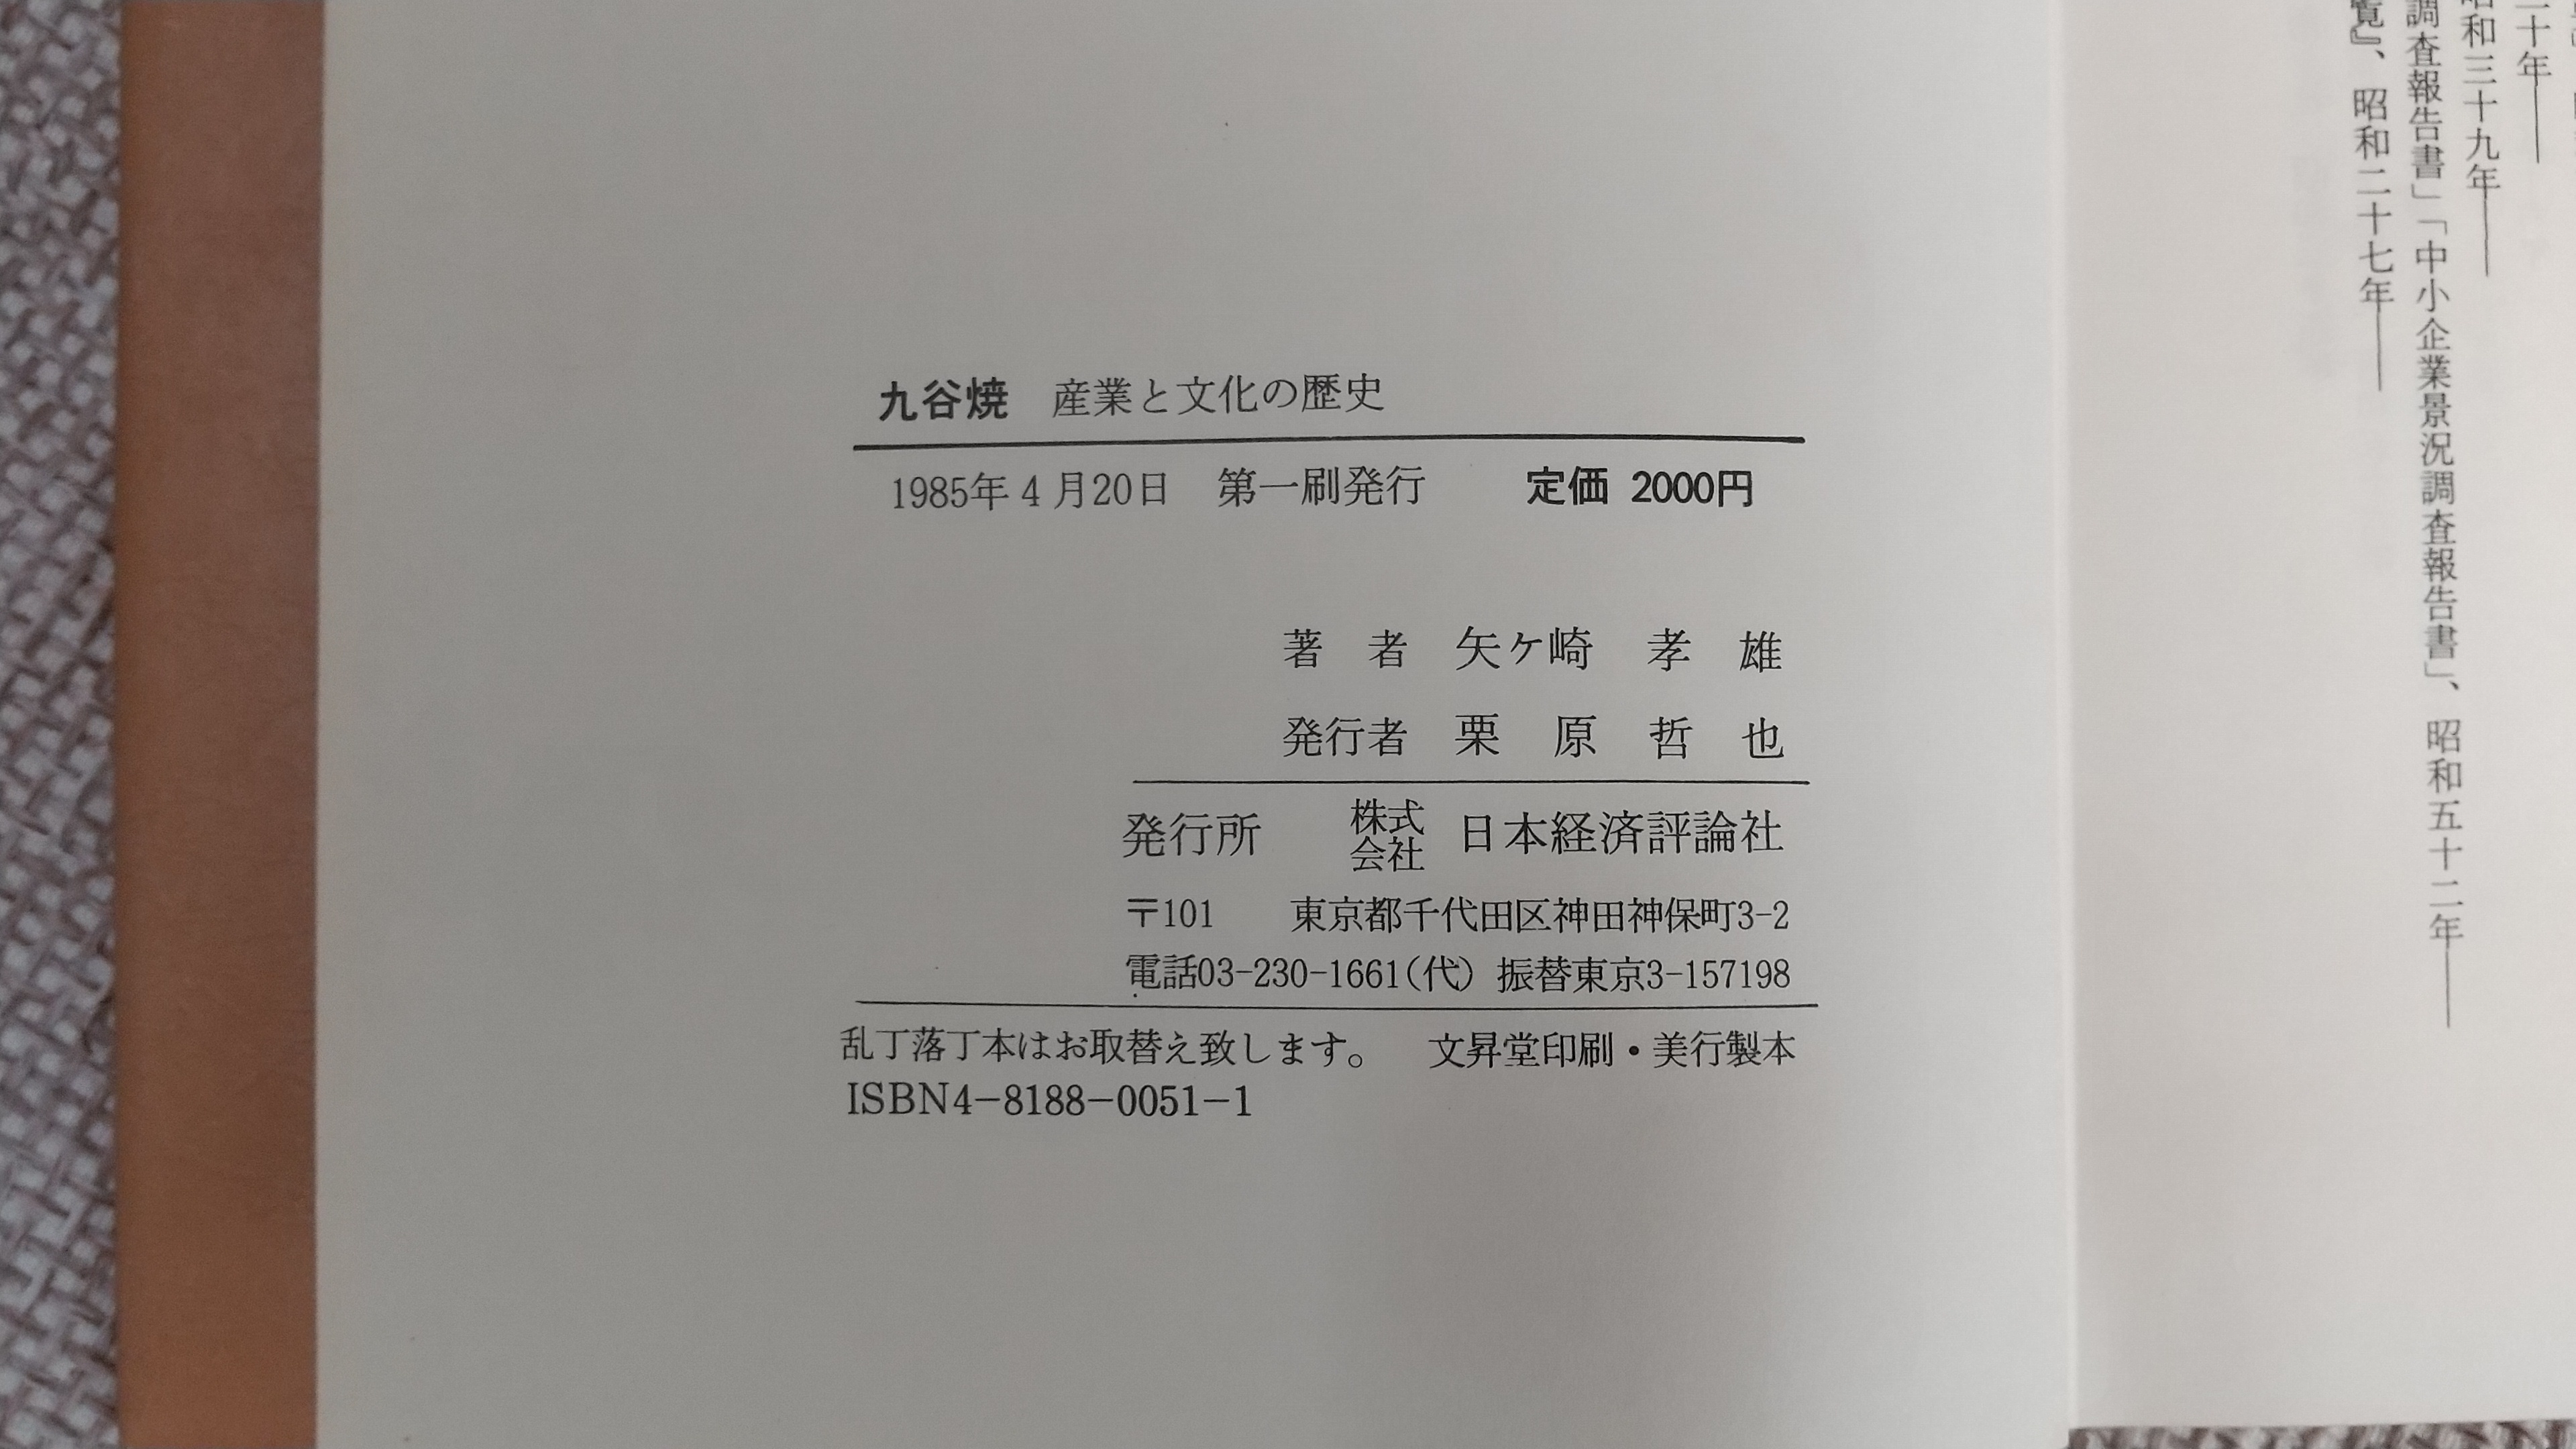 九谷焼 産業と文化の歴史
1985年4月20日 第一刷発行 定価 2000円
著者 矢ケ崎 孝雄
発行者 栗原哲也
発行所 株式会社 日本経済評論社
〒101 東京都千代田区神田神保町3-2
電話03-230-1661(代) 振替東京3-157198
乱丁落丁本はお取替え致します。 文昇堂印刷・美行製本
ISBN4-8188-0051-1
十年——
昭和三十九年——
調査報告書」「中小企業景況調査報告書」、昭和五十二年——
覧』、昭和二十七年——